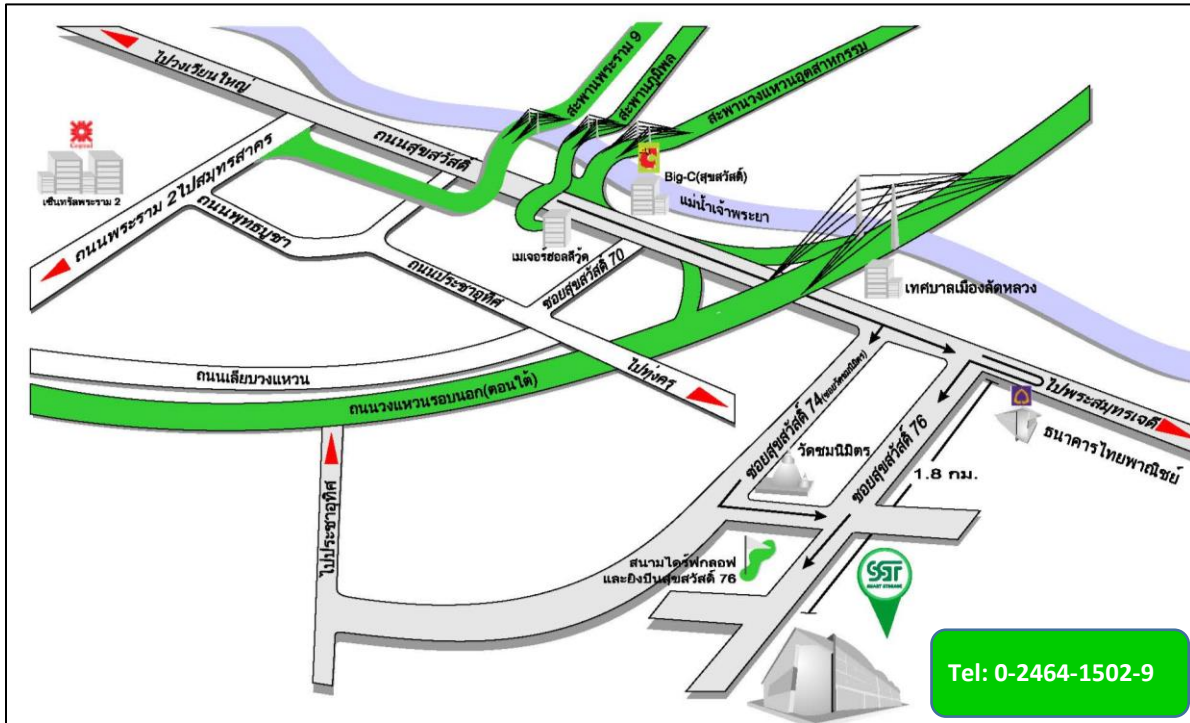 ไปวงเวียนใหญ่
สะพานพระราม 9
สะพานภูมิพล
สะพานวงแหวนอุตสาหกรรม
Central
เซ็นทรัลพระราม 2
ถนนสุขสวัสดิ์
Big-C(สุขสวัสดิ์)
แม่น้ำเจ้าพระยา
ถนนพระราม 2 ไปสมุทรสาคร
ถนนพุทธบูชา
เมเจอร์ฮอลลีวู้ด
ถนนประชาอุทิศ
ซอยสุขสวัสดิ์ 70
เทศบาลเมืองลัดหลวง
ถนนเลียบวงแหวน
ถนนวงแหวนรอบนอก(ตอนใต้)
ไปทุ่งครุ
ไปพระสมุทรเจดี
ธนาคารไทยพาณิชย์
ซอยสุขสวัสดิ์ 74(ซอยวัดชมนิมิตร)
วัดชมนิมิตร
ซอยสุขสวัสดิ์ 76
1.8 กม.
ไปประชาอุทิศ
สนามไดร์ฟกลอฟ
และยิงปืนสุขสวัสดิ์ 76
SST
SMART STORAGE
Tel: 0-2464-1502-9